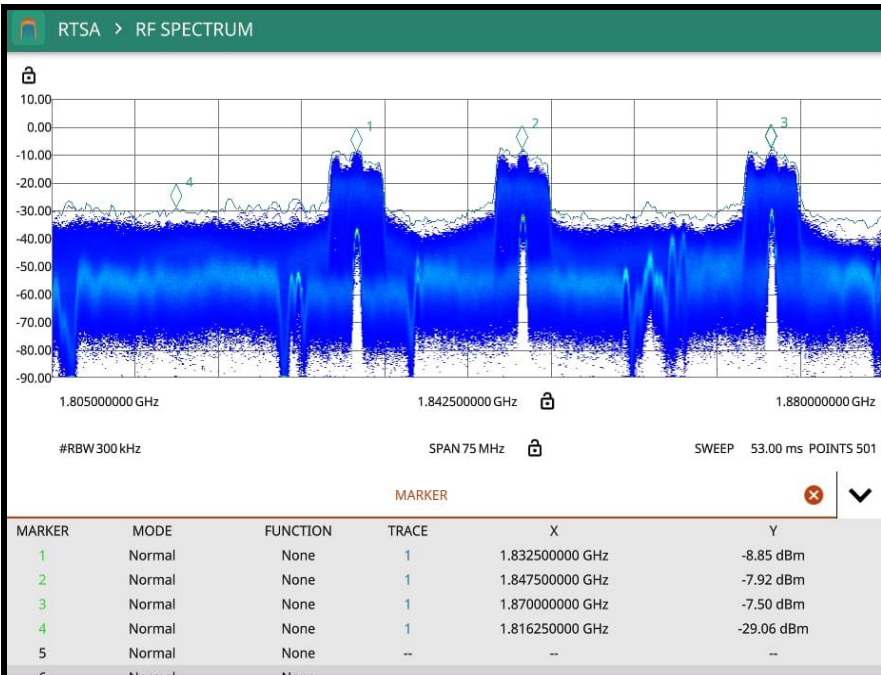 RTSA > RF SPECTRUM
10.00
0.00
-10.00
-20.00
-30.00
-40.00
-50.00
-60.00
-70.00
-80.00
-90.00
1
2
3
4
1.805000000 GHz 1.842500000 GHz 1.880000000 GHz
#RBW 300 kHz SPAN 75 MHz SWEEP 53.00 ms POINTS 501
MARKER
MARKER MODE FUNCTION TRACE X Y
1 Normal None 1 1.832500000 GHz -8.85 dBm
2 Normal None 1 1.847500000 GHz -7.92 dBm
3 Normal None 1 1.870000000 GHz -7.50 dBm
4 Normal None 1 1.816250000 GHz -29.06 dBm
5 Normal None -- -- --